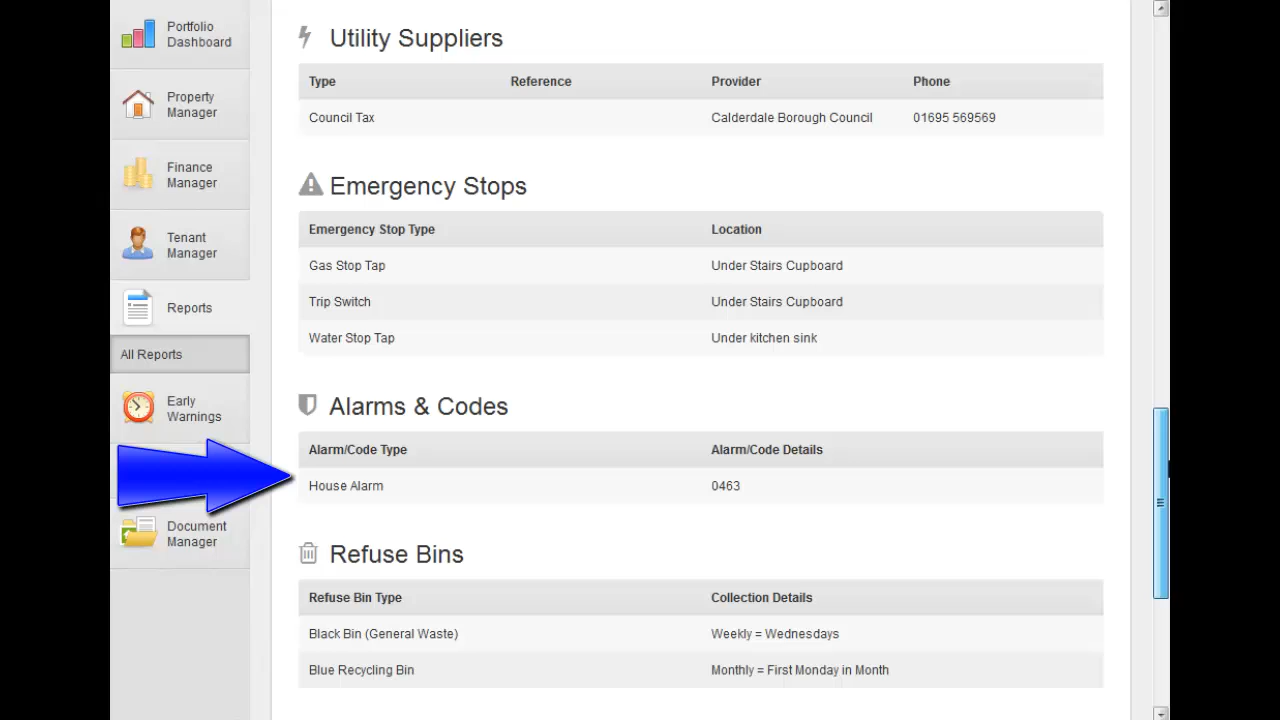 Portfolio
Dashboard
Property
Manager
Finance
Manager
Tenant
Manager
Reports
All Reports
Early
Warnings
Document
Manager
Utility Suppliers
Type Reference Provider Phone
Council Tax Calderdale Borough Council 01695 569569
Emergency Stops
Emergency Stop Type Location
Gas Stop Tap Under Stairs Cupboard
Trip Switch Under Stairs Cupboard
Water Stop Tap Under kitchen sink
Alarms & Codes
Alarm/Code Type Alarm/Code Details
House Alarm 0463
Refuse Bins
Refuse Bin Type Collection Details
Black Bin (General Waste) Weekly = Wednesdays
Blue Recycling Bin Monthly = First Monday in Month